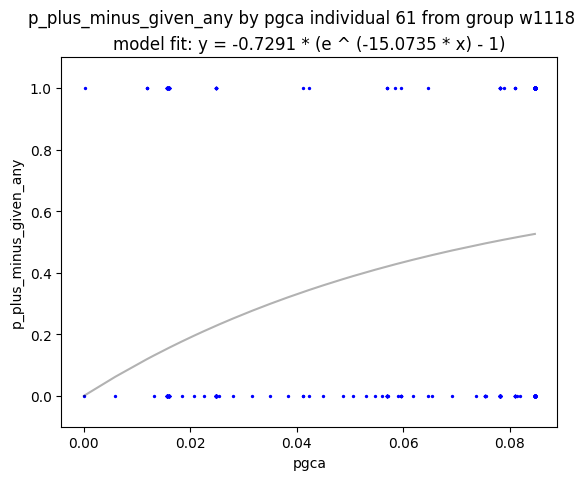 p_plus_minus_given_any by pgca individual 61 from group w1118
model fit: y = -0.7291 * (e ^ (-15.0735 * x) - 1)
1.0
0.8
0.6
0.4
0.2
0.0
p_plus_minus_given_any
0.00 0.02 0.04 0.06 0.08
pgca